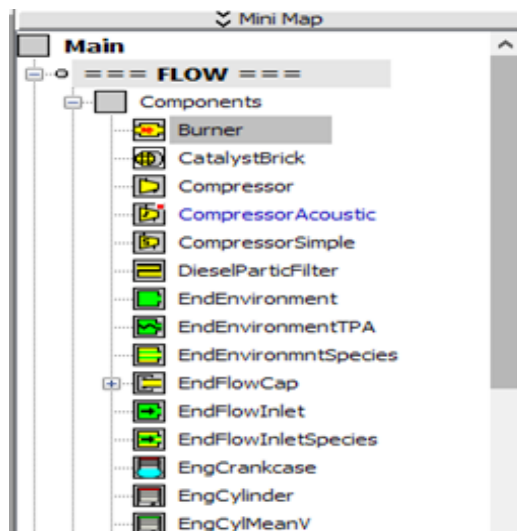 Mini Map
Main
=== FLOW ===
Components
Burner
CatalystBrick
Compressor
CompressorAcoustic
CompressorSimple
DieselParticFilter
EndEnvironment
EndEnvironmentTPA
EndEnvironmntSpecies
EndFlowCap
EndFlowInlet
EndFlowInletSpecies
EngCrankcase
EngCylinder
EngCylMeanV